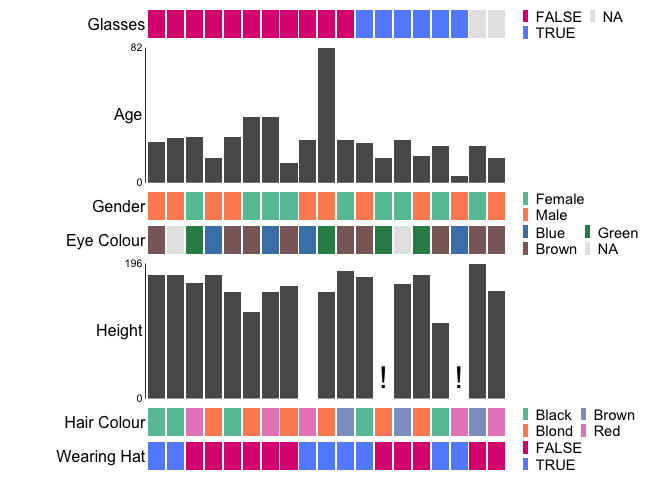 Glasses
FALSE NA
TRUE
82
Age
0
Gender
Female
Male
Eye Colour
Blue Green
Brown NA
196
Height
! !
0
Hair Colour
Black Brown
Blond Red
Wearing Hat
FALSE
TRUE